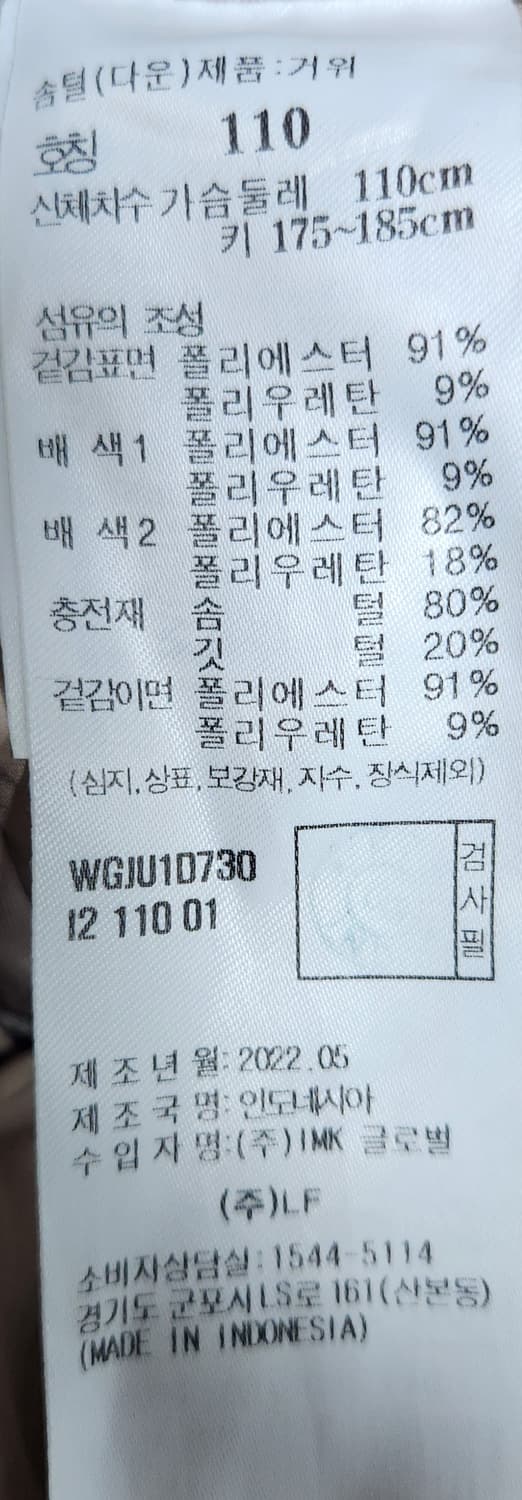 솜털(다운)제품:거위
호칭 110
신체치수 가슴둘레 110cm
키 175~185cm
섬유의 조성
겉감표면 폴리에스터 91%
폴리우레탄 9%
배 색1 폴리에스터 91%
폴리우레탄 9%
배 색2 폴리에스터 82%
폴리우레탄 18%
충전재 솜 털 80%
깃 털 20%
겉감이면 폴리에스터 91%
폴리우레탄 9%
(심지,상표,보강재,자수,장식제외)
WGJU1D730
I2 110 01
검사필
제 조 년 월: 2022.05
제 조 국 명: 인도네시아
수 입 자 명:(주)IMK 글로벌
(주)LF
소비자상담실:1544-5114
경기도 군포시 LS로 161(산본동)
(MADE IN INDONESIA)